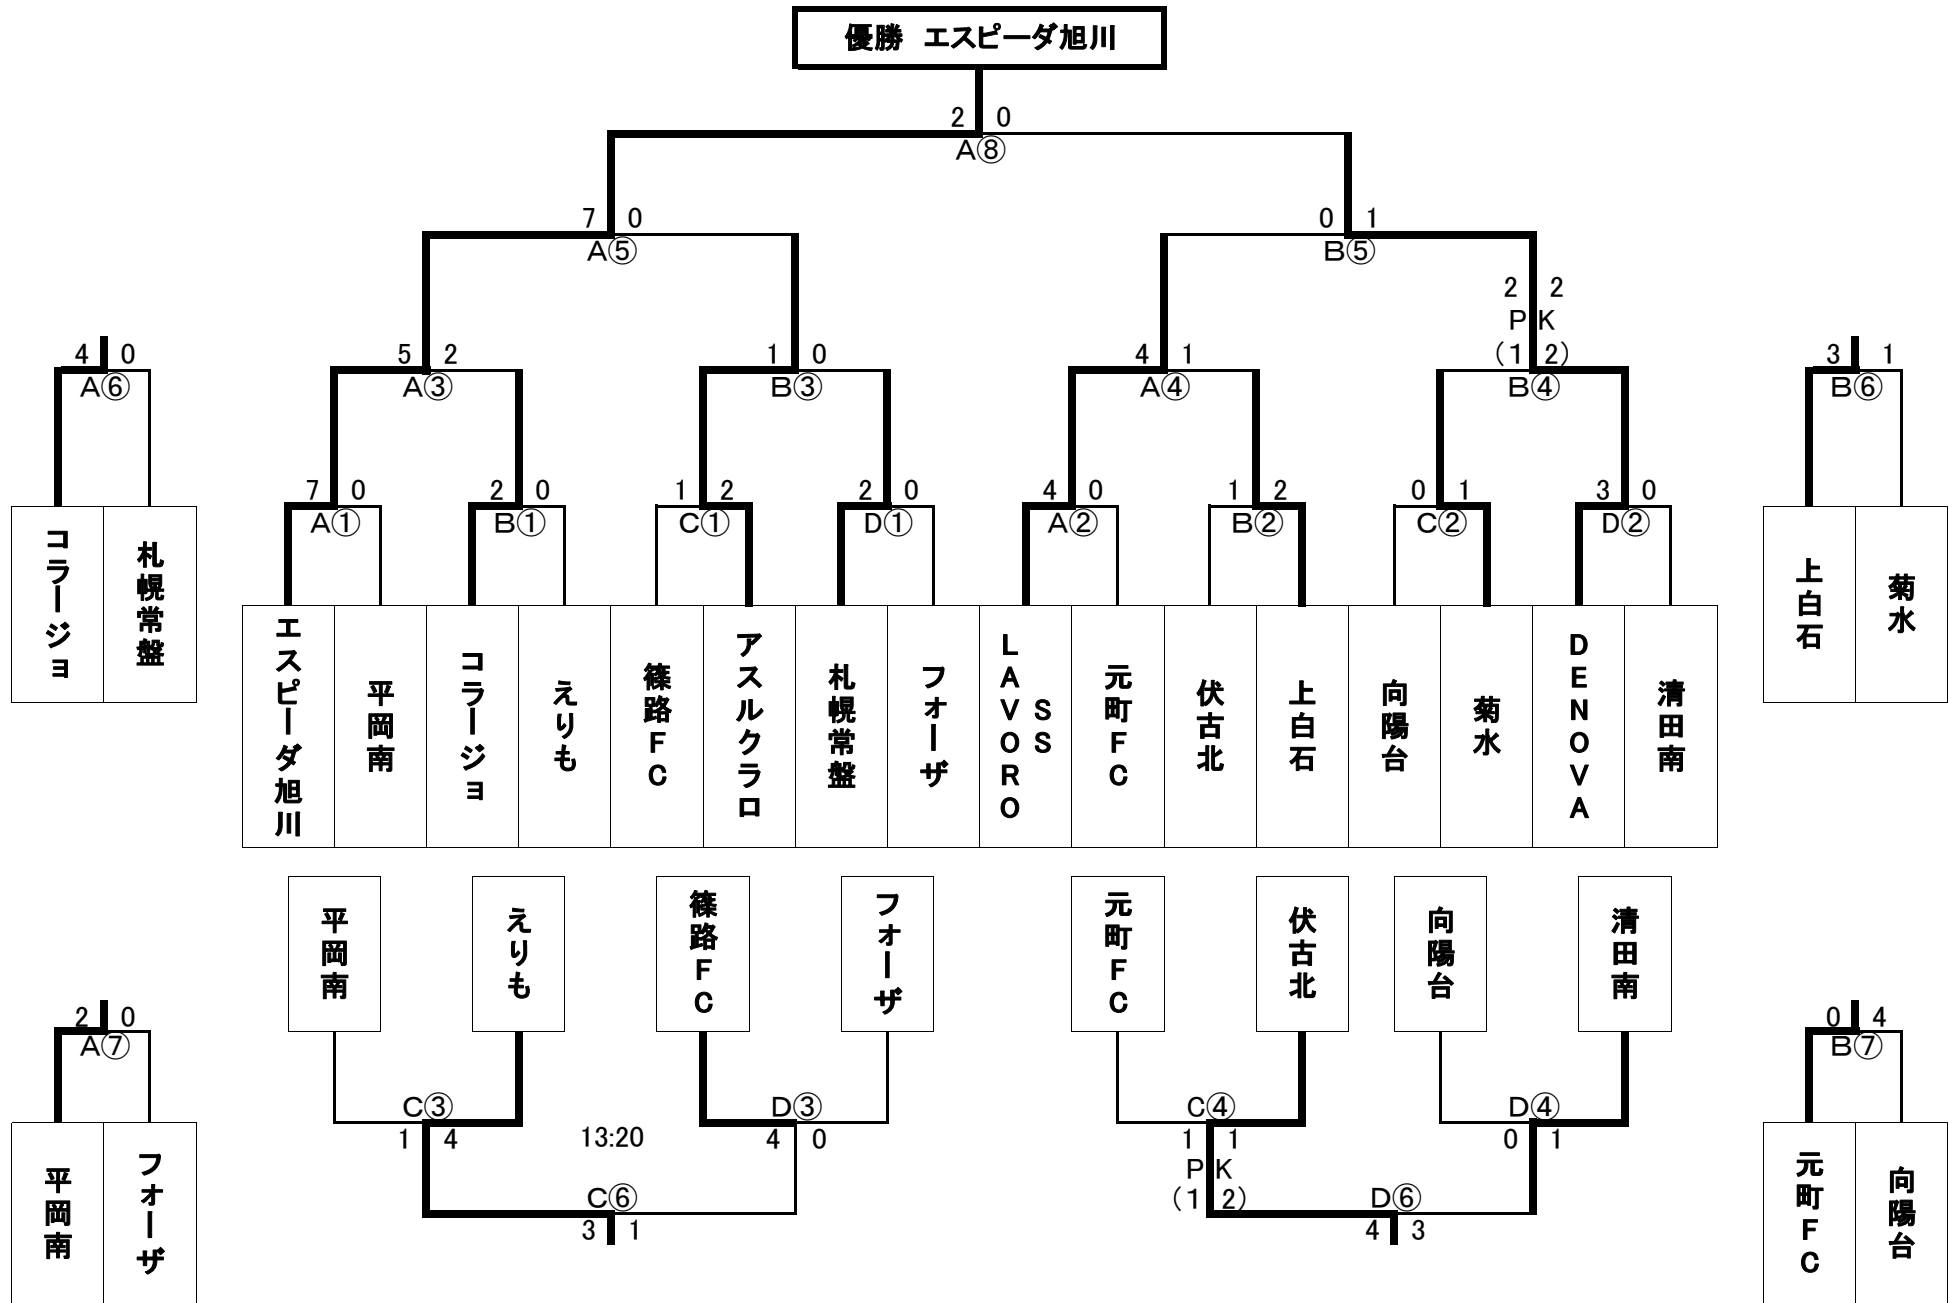 優勝 エスピーダ旭川
2 0
A⑧
7 0
A⑤
0 1
B⑤
2 2
PK
(1 2)
4 0
A⑥
5 2
A③
1 0
B③
4 1
A④
B④
3 1
B⑥
7 0
A①
2 0
B①
1 2
C①
2 0
D①
4 0
A②
1 2
B②
0 1
C②
3 0
D②
コラージョ
札幌常盤
上白石
菊水
エスピーダ旭川
平岡南
コラージョ
えりも
篠路FC
アスルクラロ
札幌常盤
フォーザ
LAVORO
SS
元町FC
伏古北
上白石
向陽台
菊水
DENOVA
清田南
平岡南
えりも
篠路FC
フォーザ
元町FC
伏古北
向陽台
清田南
2 0
A⑦
0 4
B⑦
C③
1 4
13:20
D③
4 0
C④
1 1
PK
(1 2)
D④
0 1
C⑥
3 1
D⑥
4 3
平岡南
フォーザ
元町FC
向陽台